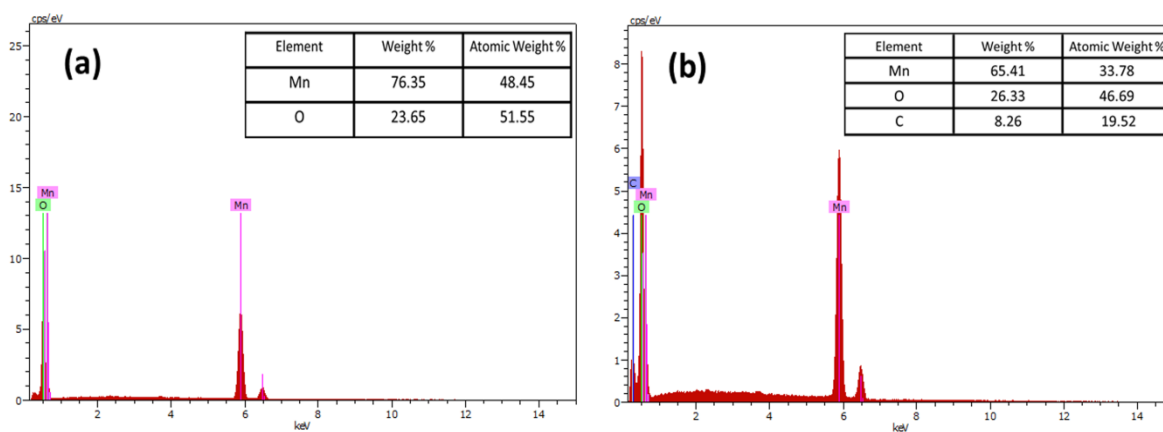 cps/eV
25
20
15
10
5
0
(a)
Element Weight % Atomic Weight %
Mn 76.35 48.45
O 23.65 51.55
Mn
O
Mn
2 4 6 8 10 12 14
keV
cps/eV
8
7
6
5
4
3
2
1
0
(b)
Element Weight % Atomic Weight %
Mn 65.41 33.78
O 26.33 46.69
C 8.26 19.52
C
Mn
O
Mn
2 4 6 8 10 12 14
keV